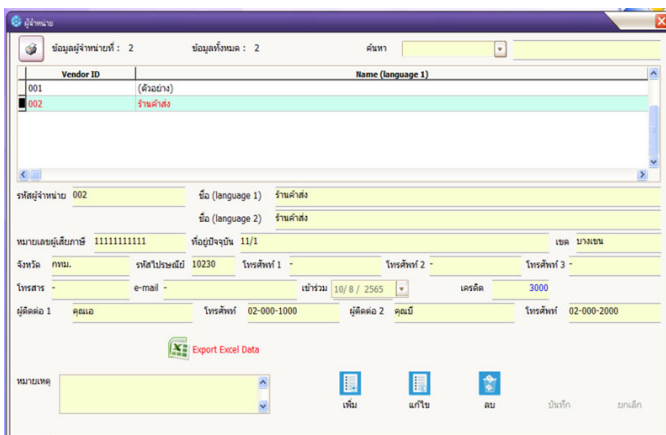 ผู้จำหน่าย
ข้อมูลผู้จำหน่ายที่ : 2 ข้อมูลทั้งหมด : 2 ค้นหา
Vendor ID Name (language 1)
001 (ตัวอย่าง)
002 ร้านค้าส่ง
รหัสผู้จำหน่าย 002 ชื่อ (language 1) ร้านค้าส่ง
ชื่อ (language 2) ร้านค้าส่ง
หมายเลขผู้เสียภาษี 11111111111 ที่อยู่ปัจจุบัน 11/1 เขต บางเขน
จังหวัด กทม. รหัสไปรษณีย์ 10230 โทรศัพท์ 1 - โทรศัพท์ 2 - โทรศัพท์ 3 -
โทรสาร - e-mail - เข้าร่วม 10/ 8 / 2565 เครดิต 3000
ผู้ติดต่อ 1 คุณเอ โทรศัพท์ 02-000-1000 ผู้ติดต่อ 2 คุณบี โทรศัพท์ 02-000-2000
Export Excel Data
หมายเหตุ
เพิ่ม แก้ไข ลบ บันทึก ยกเลิก